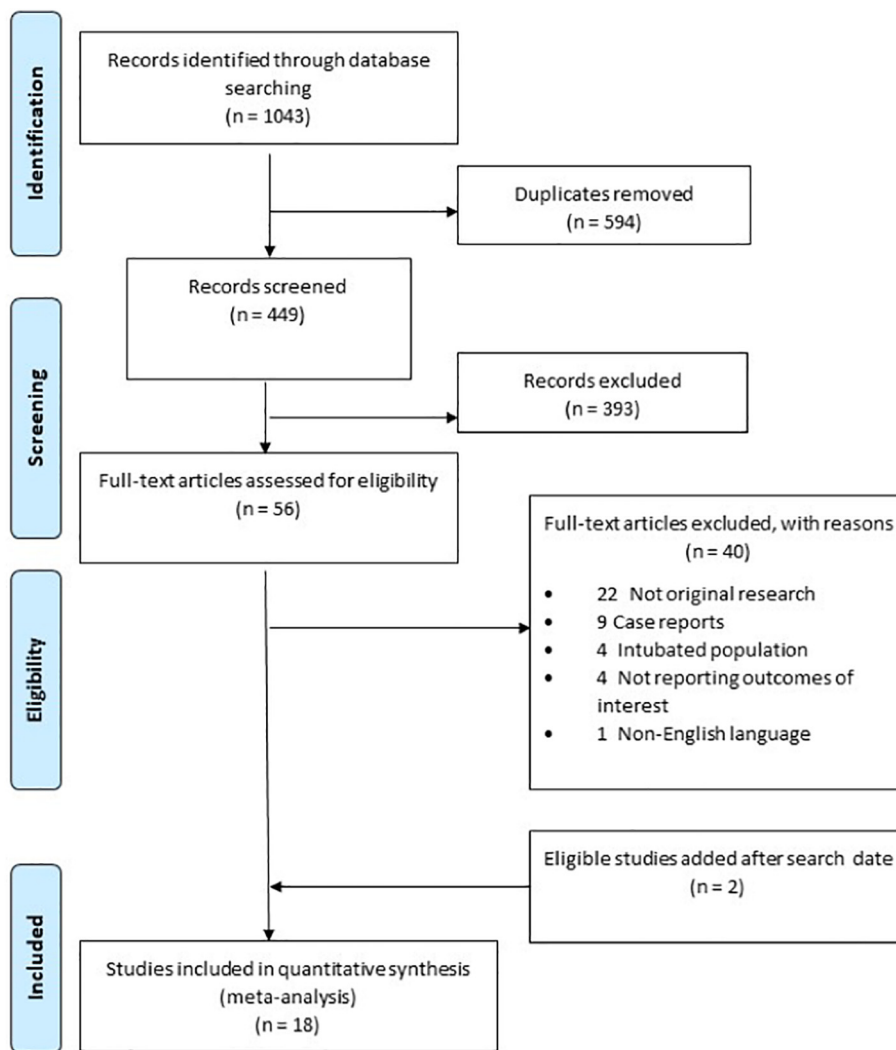 Identification
Records identified through database
searching
(n = 1043)
Duplicates removed
(n = 594)
Screening
Records screened
(n = 449)
Records excluded
(n = 393)
Full-text articles assessed for eligibility
(n = 56)
Eligibility
Full-text articles excluded, with reasons
(n = 40)
• 22 Not original research
• 9 Case reports
• 4 Intubated population
• 4 Not reporting outcomes of
interest
• 1 Non-English language
Eligible studies added after search date
(n = 2)
Included
Studies included in quantitative synthesis
(meta-analysis)
(n = 18)